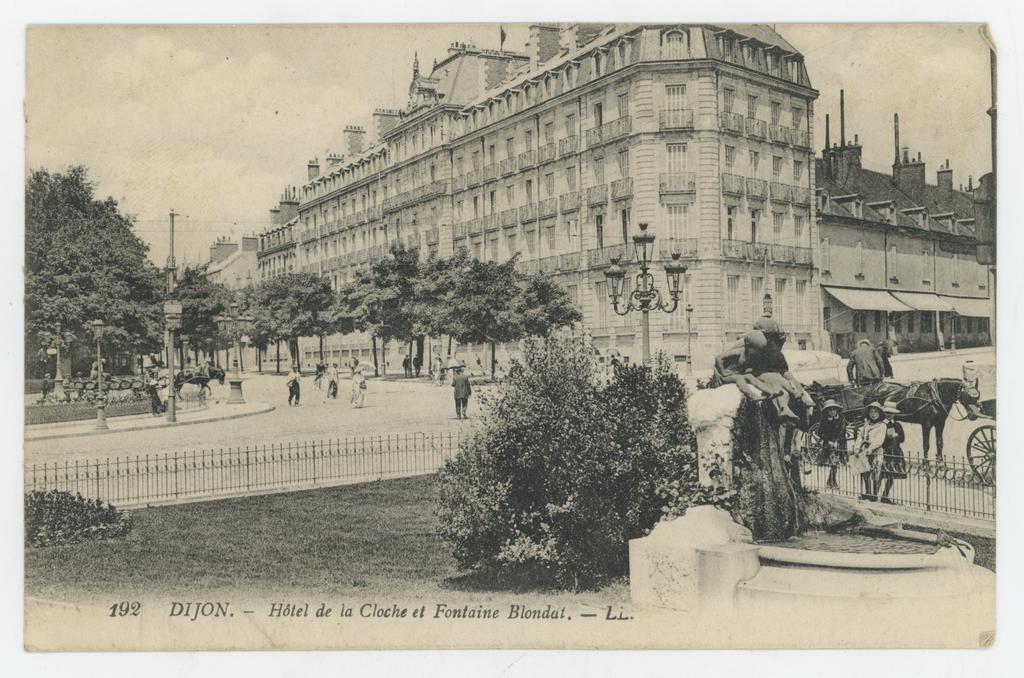 192 DIJON. — Hôtel de la Cloche et Fontaine Blondat. — LL.